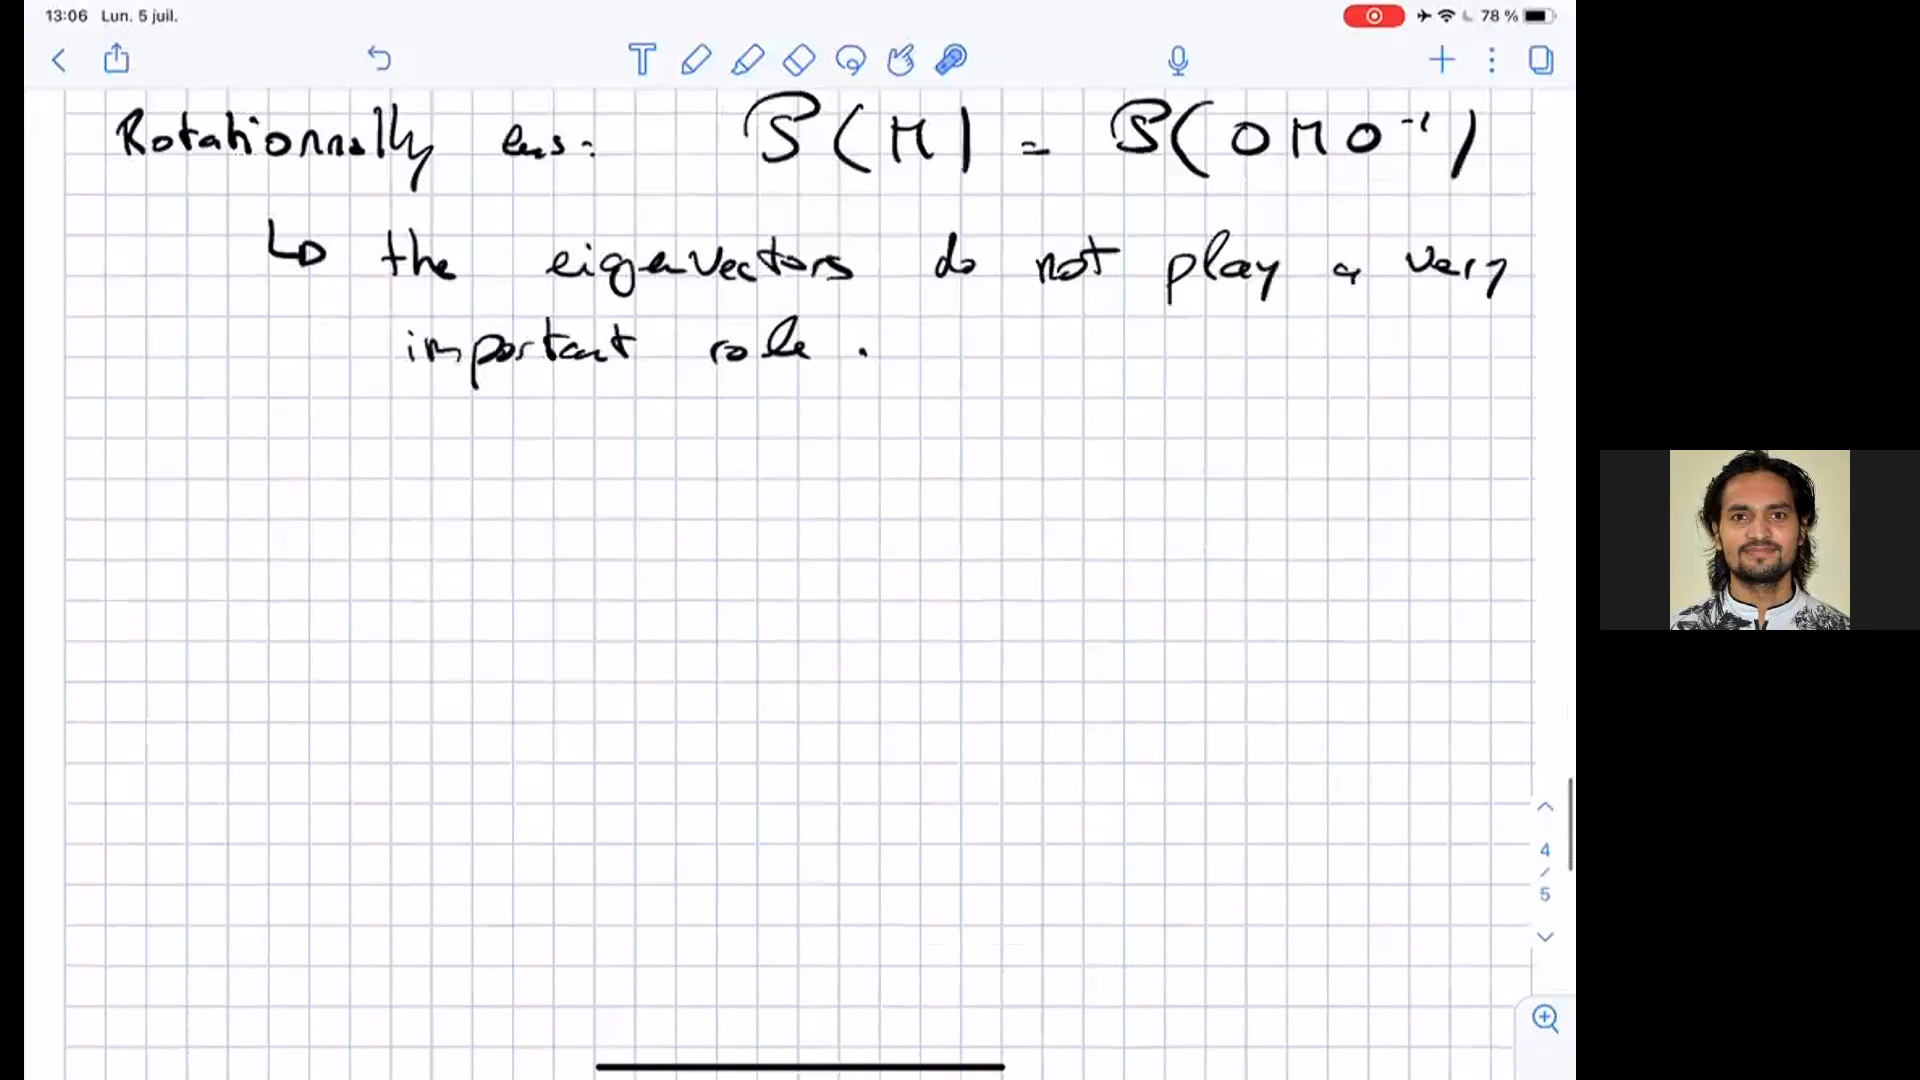 13:06 Lun. 5 juil.
78 %
Rotationnally ens: P(M) = P(OMO⁻¹)
↳ the eigenvectors do not play a very
important role.
4
/
5